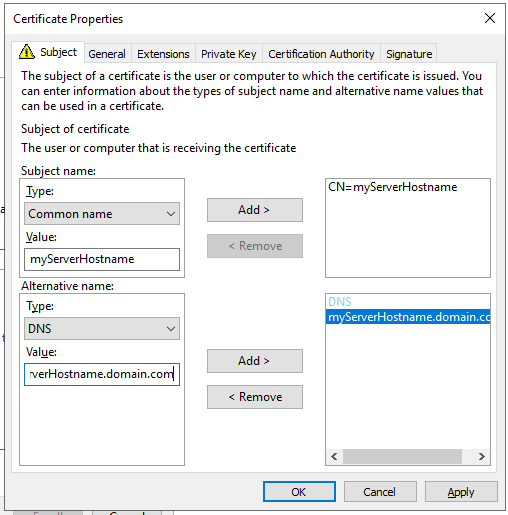 Certificate Properties
Subject
General
Extensions
Private Key
Certification Authority
Signature
The subject of a certificate is the user or computer to which the certificate is issued. You
can enter information about the types of subject name and alternative name values that
can be used in a certificate.
Subject of certificate
The user or computer that is receiving the certificate
Subject name:
Type:
Common name
Value:
myServerHostname
Add >
< Remove
CN=myServerHostname
Alternative name:
Type:
DNS
Value:
rverHostname.domain.com
Add >
< Remove
DNS
myServerHostname.domain.co
OK
Cancel
Apply